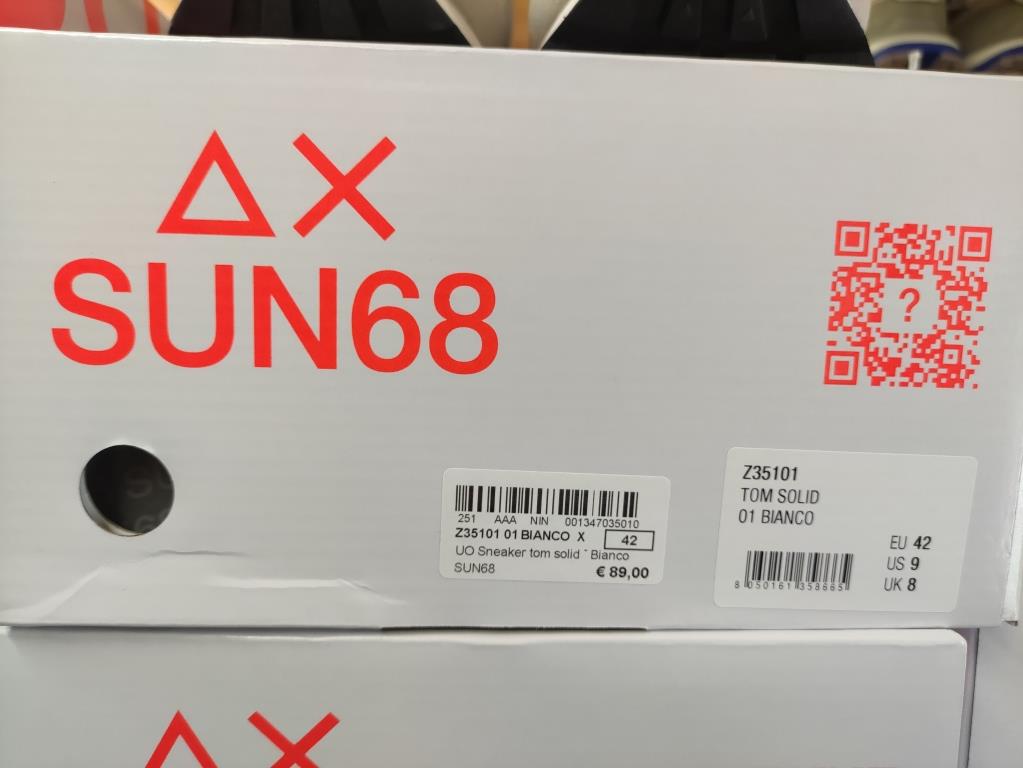 SUN68
?
251 AAA NIN 001347035010
Z35101 01 BIANCO X 42
UO Sneaker tom solid ˆ Bianco
SUN68 € 89,00
Z35101
TOM SOLID
01 BIANCO
EU 42
US 9
UK 8
8 050161 358665